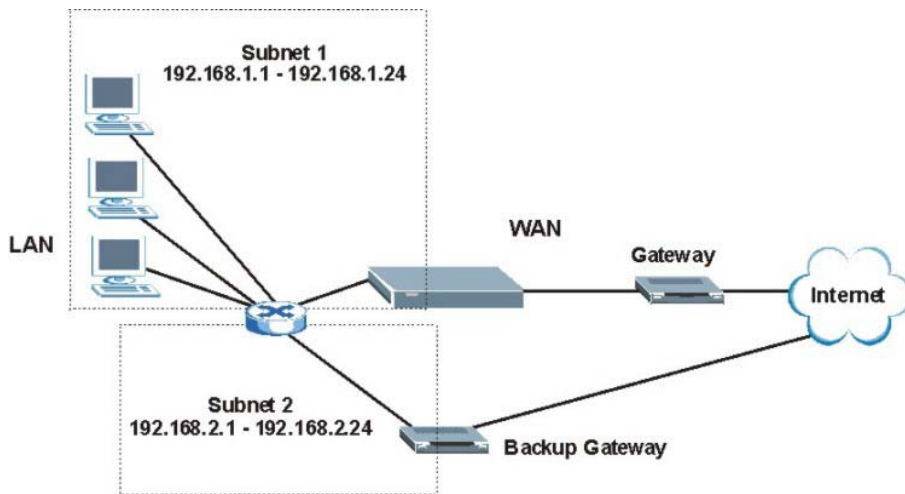 Subnet 1
192.168.1.1 - 192.168.1.24
LAN
WAN
Gateway
Internet
Subnet 2
192.168.2.1 - 192.168.2.24
Backup Gateway